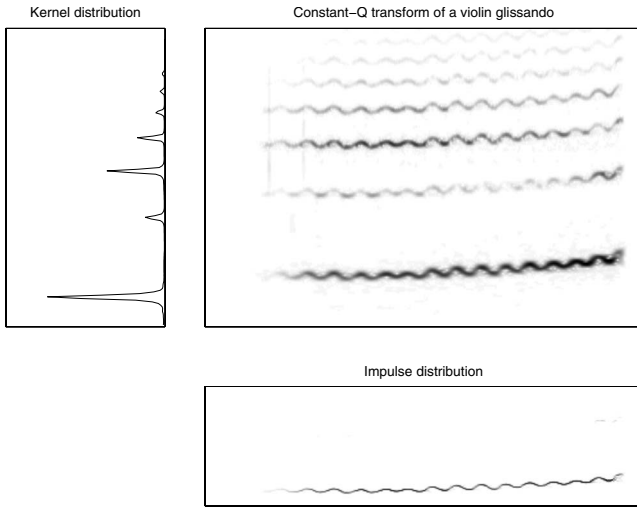 Kernel distribution
Constant−Q transform of a violin glissando
Impulse distribution